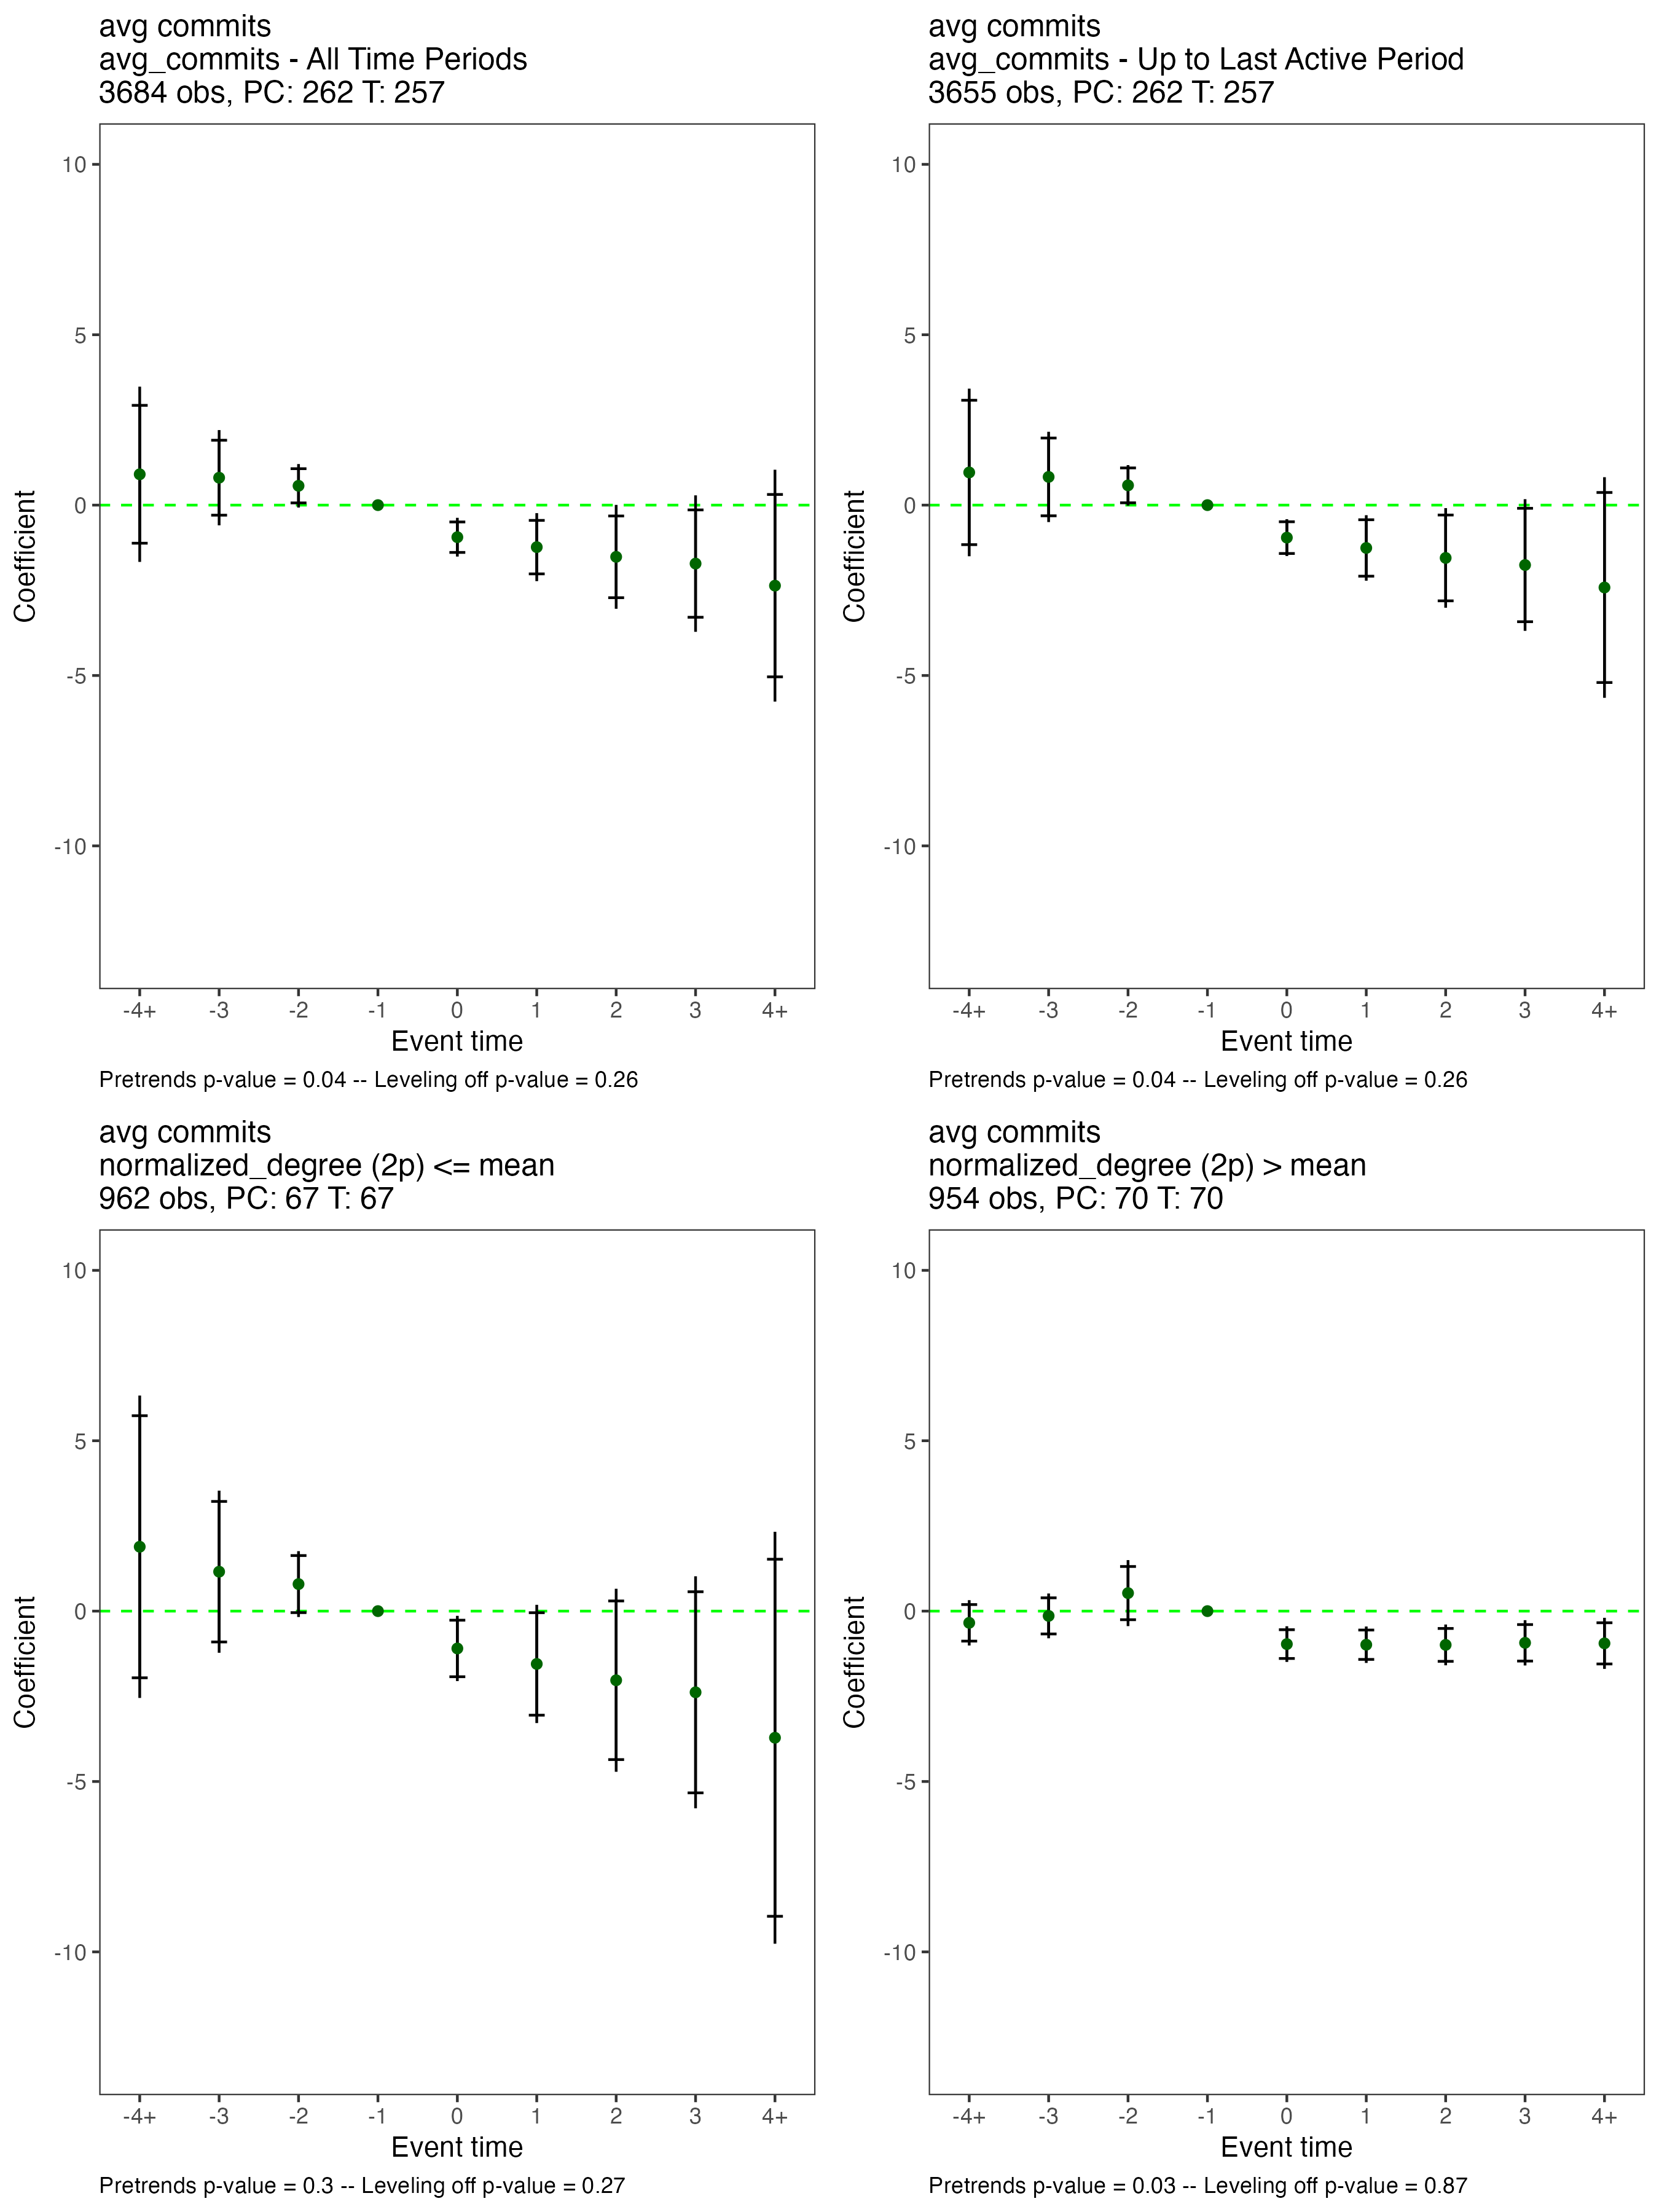 avg commits
avg_commits - All Time Periods
3684 obs, PC: 262 T: 257
10
5
0
-5
-10
Coefficient
-4+ -3 -2 -1 0 1 2 3 4+
Event time
Pretrends p-value = 0.04 -- Leveling off p-value = 0.26
avg commits
avg_commits - Up to Last Active Period
3655 obs, PC: 262 T: 257
10
5
0
-5
-10
Coefficient
-4+ -3 -2 -1 0 1 2 3 4+
Event time
Pretrends p-value = 0.04 -- Leveling off p-value = 0.26
avg commits
normalized_degree (2p) <= mean
962 obs, PC: 67 T: 67
10
5
0
-5
-10
Coefficient
-4+ -3 -2 -1 0 1 2 3 4+
Event time
Pretrends p-value = 0.3 -- Leveling off p-value = 0.27
avg commits
normalized_degree (2p) > mean
954 obs, PC: 70 T: 70
10
5
0
-5
-10
Coefficient
-4+ -3 -2 -1 0 1 2 3 4+
Event time
Pretrends p-value = 0.03 -- Leveling off p-value = 0.87